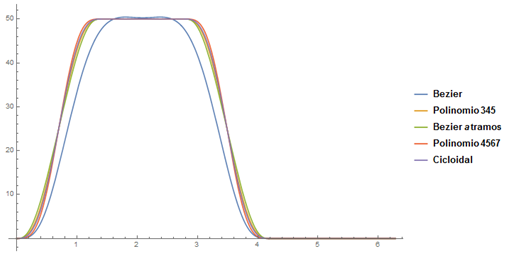 50
40
30
20
10
1 2 3 4 5 6
Bezier
Polinomio 345
Bezier a tramos
Polinomio 4567
Cicloidal